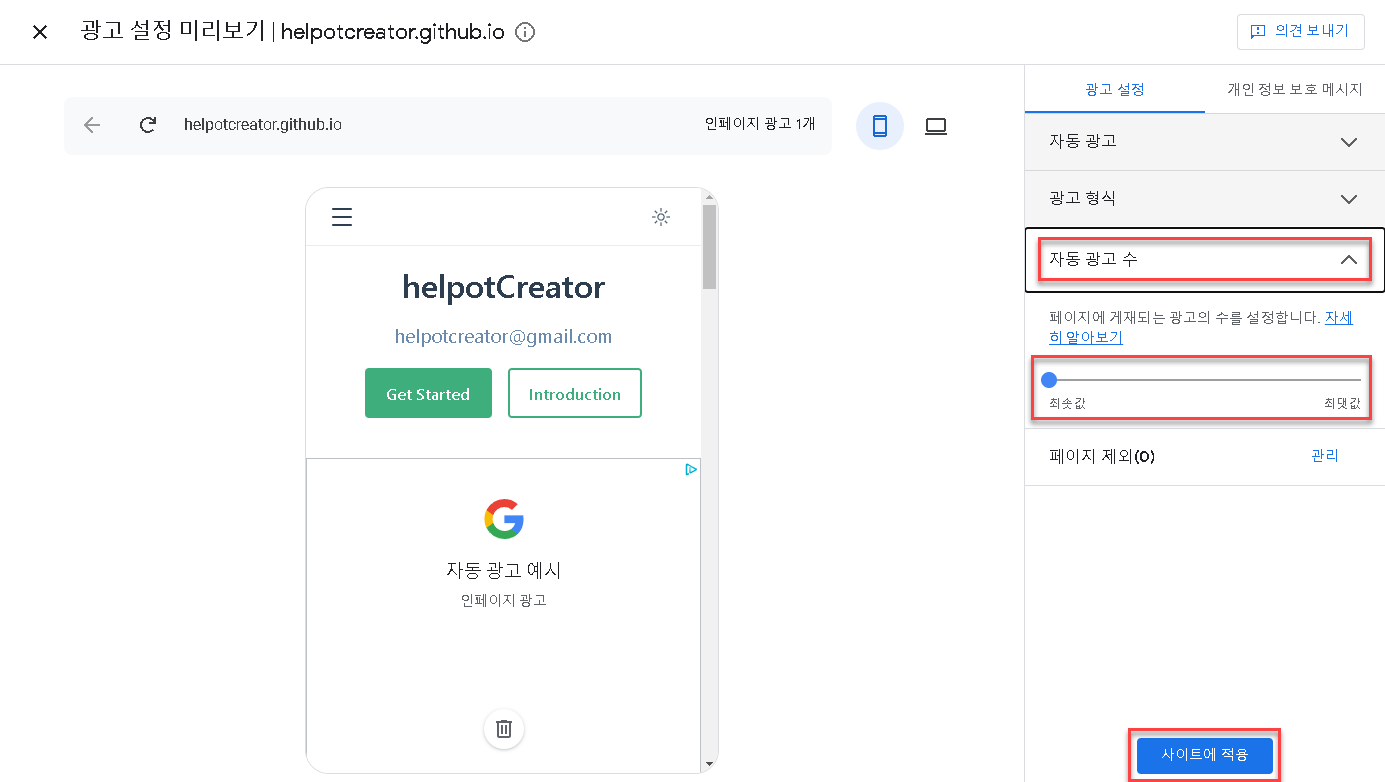 광고 설정 미리보기 | helpotcreator.github.io
의견 보내기
helpotcreator.github.io
인페이지 광고 1개
helpotCreator
helpotcreator@gmail.com
Get Started
Introduction
자동 광고 예시
인페이지 광고
광고 설정
개인 정보 보호 메시지
자동 광고
광고 형식
자동 광고 수
페이지에 게재되는 광고의 수를 설정합니다. 자세
히 알아보기
최솟값
최댓값
페이지 제외(0)
관리
사이트에 적용